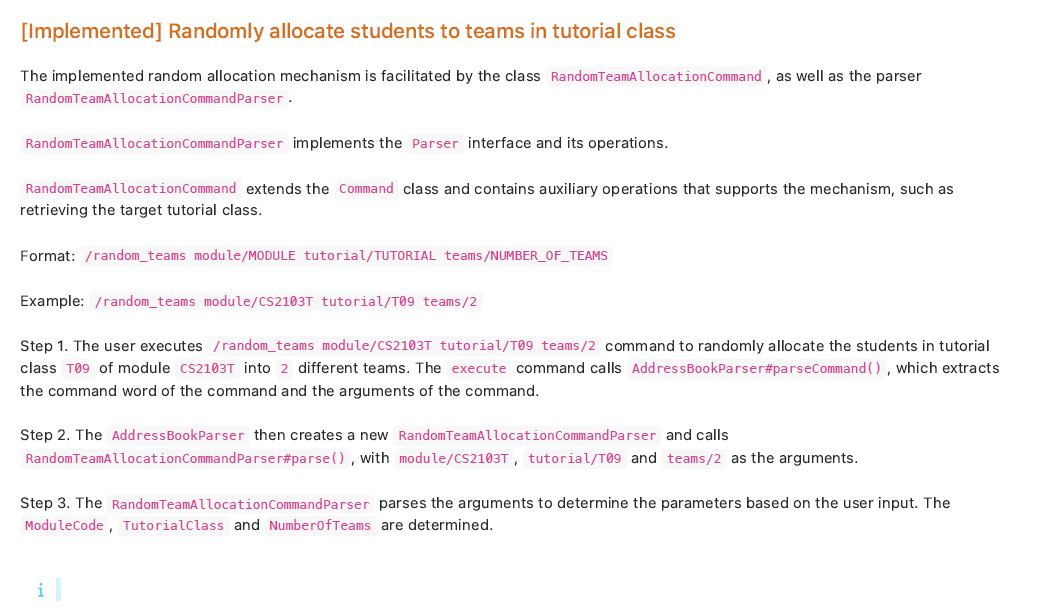 [Implemented] Randomly allocate students to teams in tutorial class
The implemented random allocation mechanism is facilitated by the class RandomTeamAllocationCommand, as well as the parser
RandomTeamAllocationCommandParser.
RandomTeamAllocationCommandParser implements the Parser interface and its operations.
RandomTeamAllocationCommand extends the Command class and contains auxiliary operations that supports the mechanism, such as
retrieving the target tutorial class.
Format: /random_teams module/MODULE tutorial/TUTORIAL teams/NUMBER_OF_TEAMS
Example: /random_teams module/CS2103T tutorial/T09 teams/2
Step 1. The user executes /random_teams module/CS2103T tutorial/T09 teams/2 command to randomly allocate the students in tutorial
class T09 of module CS2103T into 2 different teams. The execute command calls AddressBookParser#parseCommand(), which extracts
the command word of the command and the arguments of the command.
Step 2. The AddressBookParser then creates a new RandomTeamAllocationCommandParser and calls
RandomTeamAllocationCommandParser#parse(), with module/CS2103T, tutorial/T09 and teams/2 as the arguments.
Step 3. The RandomTeamAllocationCommandParser parses the arguments to determine the parameters based on the user input. The
ModuleCode, TutorialClass and NumberOfTeams are determined.
i